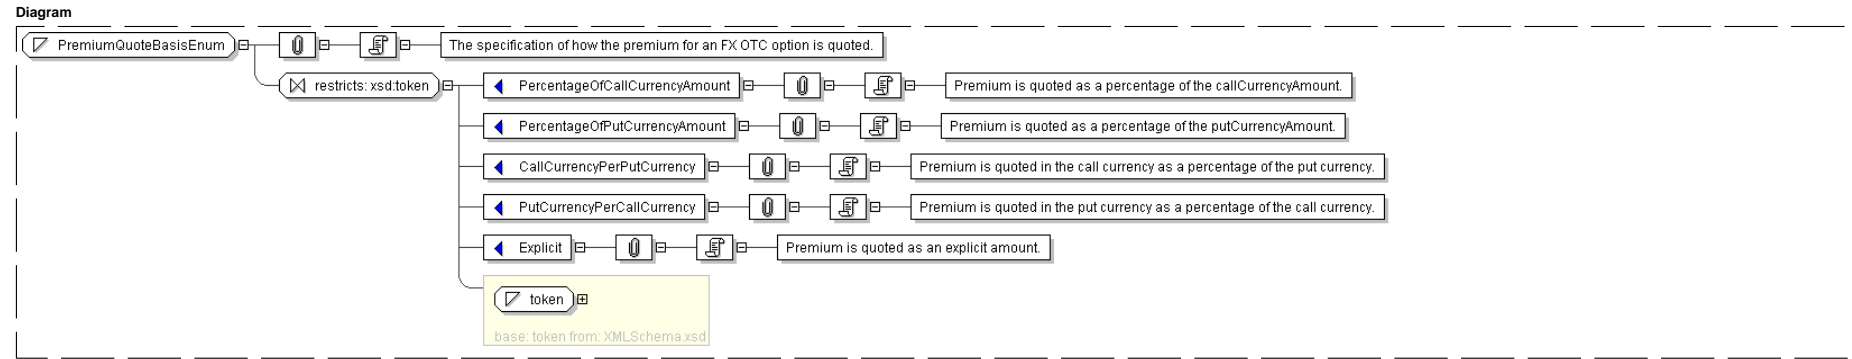 Diagram
PremiumQuoteBasisEnum
The specification of how the premium for an FX OTC option is quoted.
restricts: xsd:token
PercentageOfCallCurrencyAmount
Premium is quoted as a percentage of the callCurrencyAmount.
PercentageOfPutCurrencyAmount
Premium is quoted as a percentage of the putCurrencyAmount.
CallCurrencyPerPutCurrency
Premium is quoted in the call currency as a percentage of the put currency.
PutCurrencyPerCallCurrency
Premium is quoted in the put currency as a percentage of the call currency.
Explicit
Premium is quoted as an explicit amount.
token
base: token from: XMLSchema.xsd